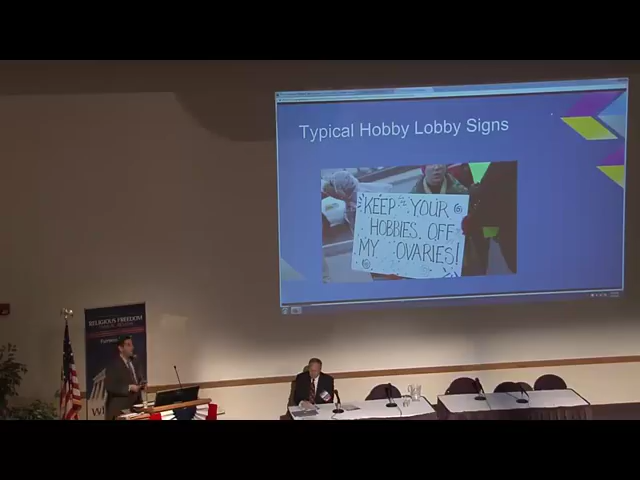 Typical Hobby Lobby Signs
KEEP YOUR
HOBBIES OFF
MY OVARIES!
RELIGIOUS FREEDOM